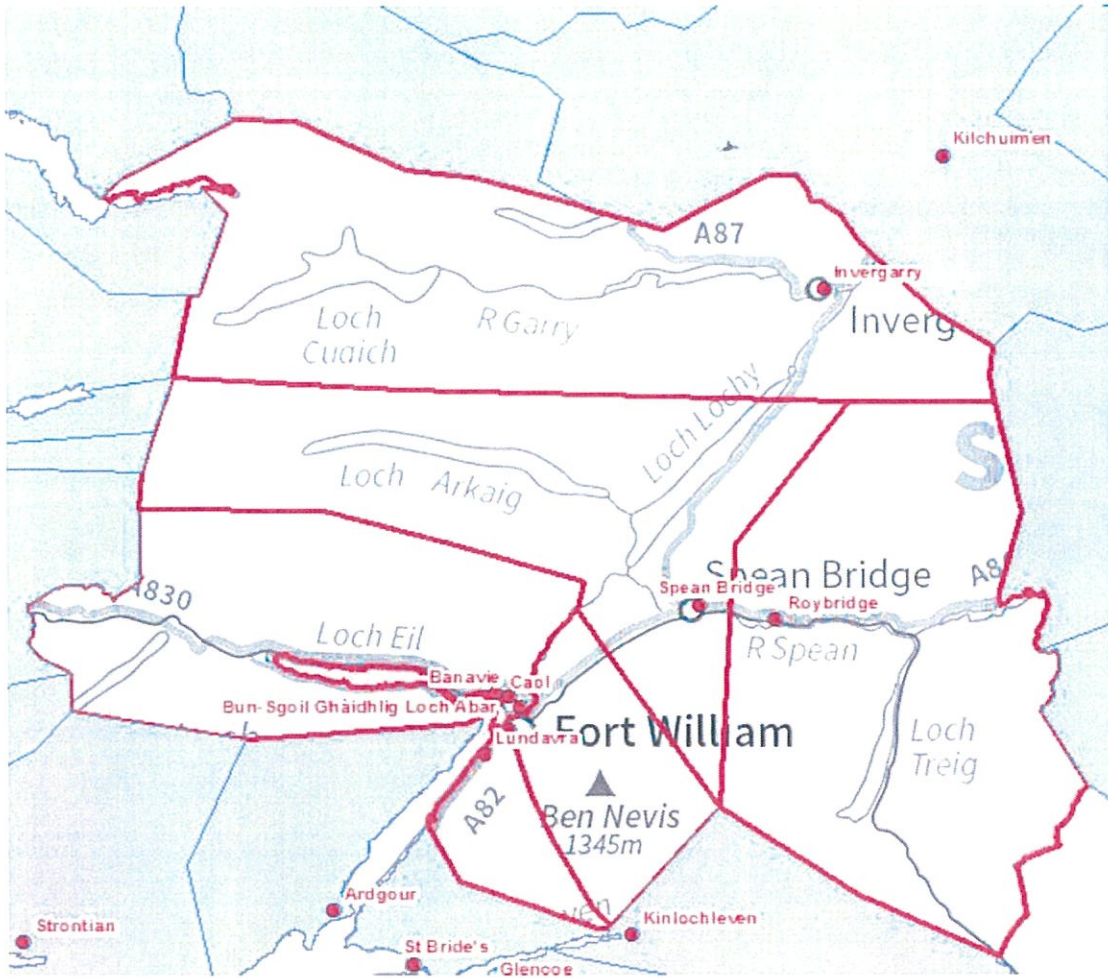 Kilchuimen
A87
Invergarry
Inverg
Loch
Cuaich
R Garry
Loch Lochy
S
Loch Arkaig
A830
Spean Bridge
A8
Spean Bridge
Roybridge
Loch Eil
R Spean
Banavie
Caol
Bun-Sgoil Ghàidhlig Loch Abar
Fort William
Lundavra
Loch
Treig
A82
Ben Nevis
1345m
Ardgour
ven
Kinlochleven
Strontian
St Bride's
Glencoe